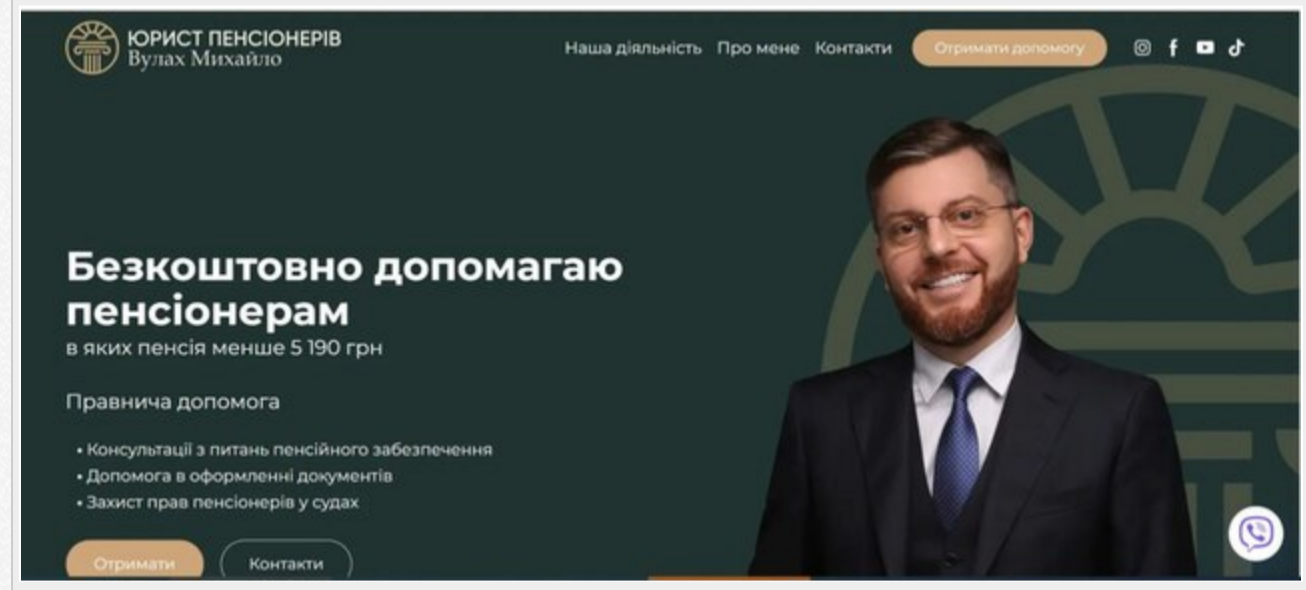 ЮРИСТ ПЕНСІОНЕРІВ
Вулах Михайло
Наша діяльність Про мене Контакти Отримати допомогу
Безкоштовно допомагаю
пенсіонерам
в яких пенсія менше 5 190 грн
Правнича допомога
• Консультації з питань пенсійного забезпечення
• Допомога в оформленні документів
• Захист прав пенсіонерів у судах
Отримати Контакти